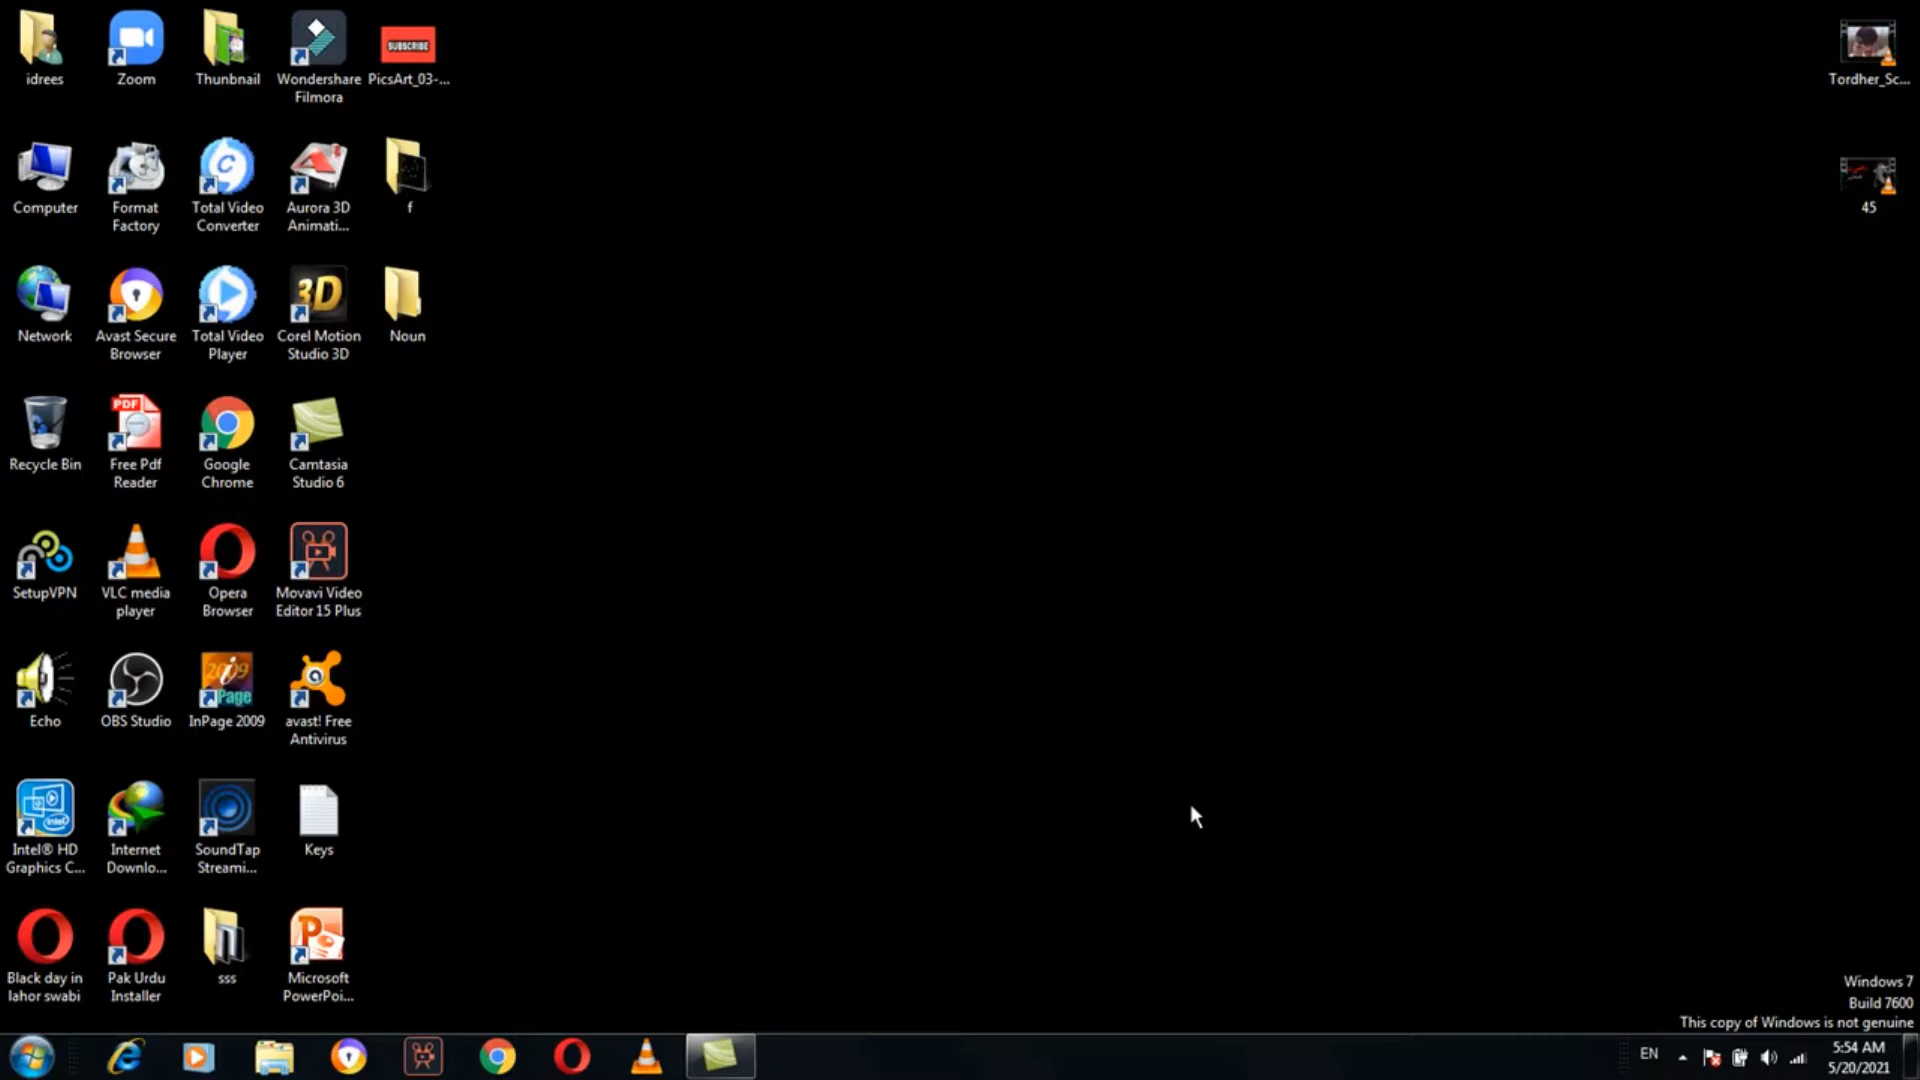 idrees
Zoom
Thunbnail
Wondershare
Filmora
PicsArt_03-...
SUBSCRIBE
Tordher_Sc...
Computer
Format
Factory
Total Video
Converter
Aurora 3D
Animati...
f
45
Network
Avast Secure
Browser
Total Video
Player
3D
Corel Motion
Studio 3D
Noun
Recycle Bin
PDF
Free Pdf
Reader
Google
Chrome
Camtasia
Studio 6
SetupVPN
VLC media
player
Opera
Browser
Movavi Video
Editor 15 Plus
Echo
OBS Studio
2009
Page
InPage 2009
avast! Free
Antivirus
intel
Intel® HD
Graphics C...
Internet
Downlo...
SoundTap
Streami...
Keys
Black day in
lahor swabi
Pak Urdu
Installer
sss
Microsoft
PowerPoi...
Windows 7
Build 7600
This copy of Windows is not genuine
EN
5:54 AM
5/20/2021